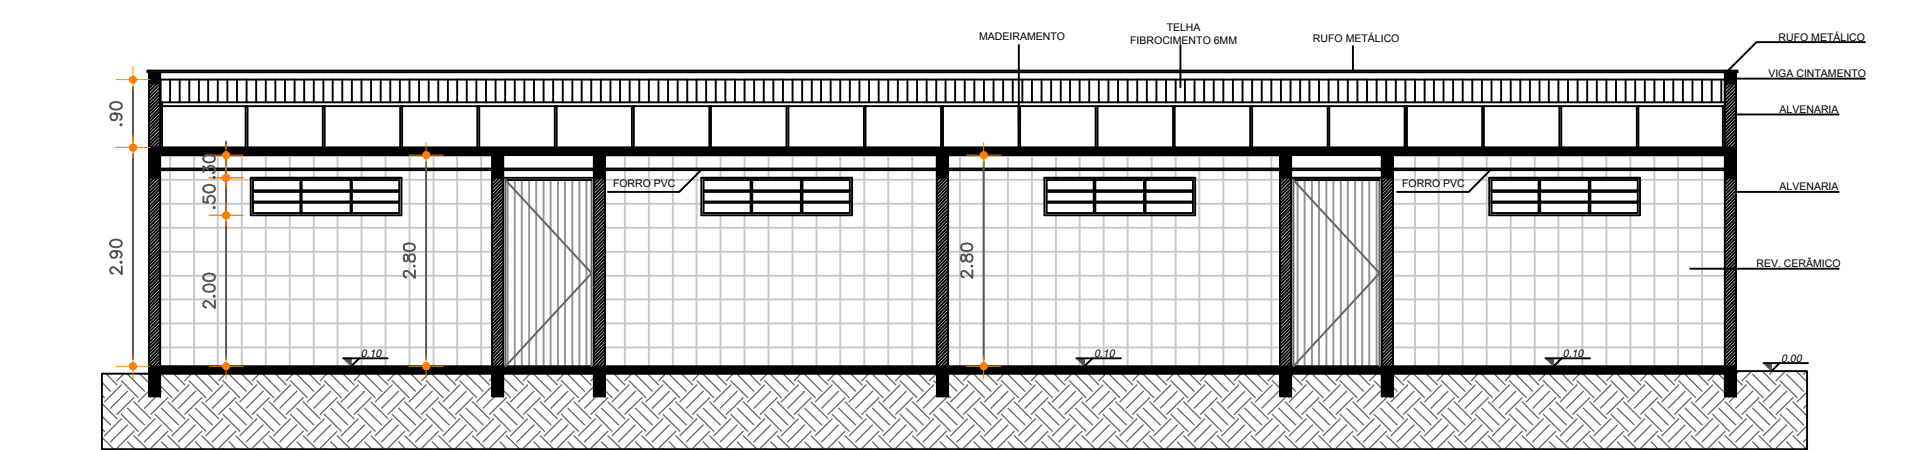 TELHA
FIBROCIMENTO 6MM
MADEIRAMENTO
RUFO METÁLICO
RUFO METÁLICO
VIGA CINTAMENTO
ALVENARIA
.90
.30
FORRO PVC
FORRO PVC
ALVENARIA
.50
2.90
2.80
2.80
REV. CERÂMICO
2.00
0.10
0.10
0.10
0.00